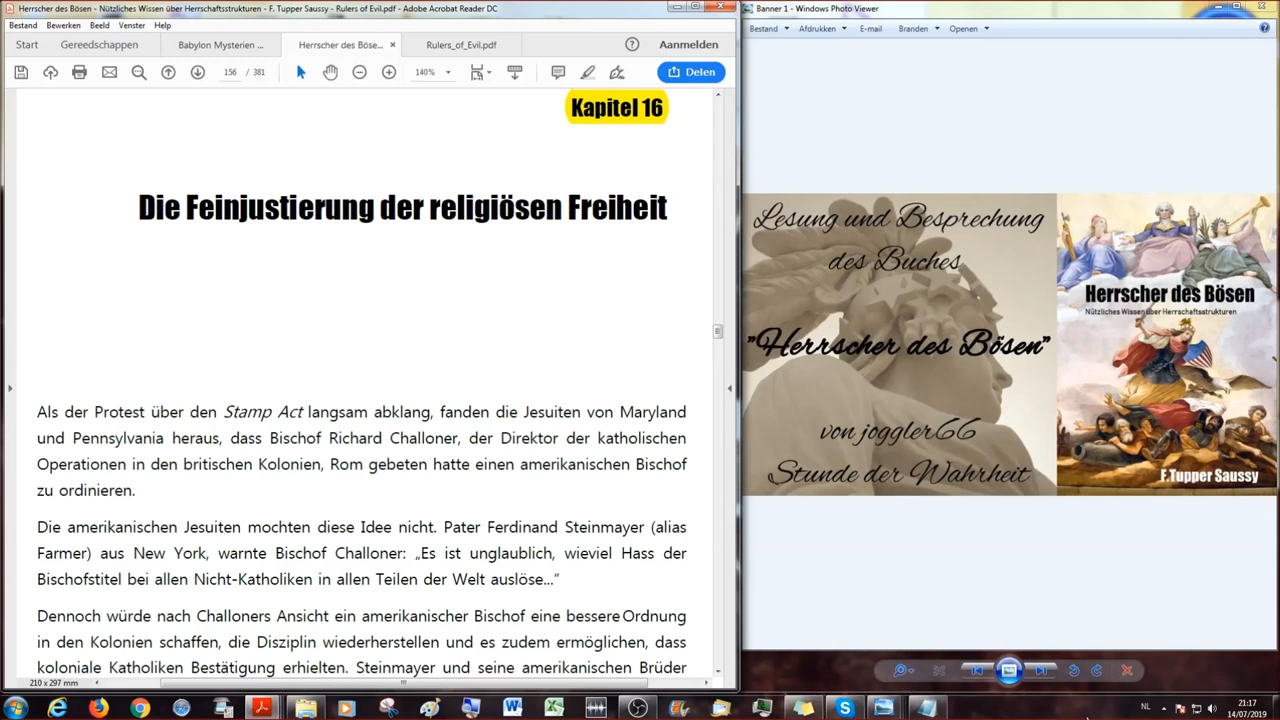 Herrscher des Bösen - Nützliches Wissen über Herrschaftsstrukturen - F. Tupper Saussy - Rulers of Evil.pdf - Adobe Acrobat Reader DC
Bestand Bewerken Beeld Venster Help
Start Gereedschappen Babylon Mysterien ... Herrscher des Böse... × Rulers_of_Evil.pdf Aanmelden
156 / 381 140% Delen
Kapitel 16
Die Feinjustierung der religiösen Freiheit
Als der Protest über den Stamp Act langsam abklang, fanden die Jesuiten von Maryland
und Pennsylvania heraus, dass Bischof Richard Challoner, der Direktor der katholischen
Operationen in den britischen Kolonien, Rom gebeten hatte einen amerikanischen Bischof
zu ordinieren.
Die amerikanischen Jesuiten mochten diese Idee nicht. Pater Ferdinand Steinmayer (alias
Farmer) aus New York, warnte Bischof Challoner: „Es ist unglaublich, wieviel Hass der
Bischofstitel bei allen Nicht-Katholiken in allen Teilen der Welt auslöse...“
Dennoch würde nach Challoners Ansicht ein amerikanischer Bischof eine bessere Ordnung
in den Kolonien schaffen, die Disziplin wiederherstellen und es zudem ermöglichen, dass
koloniale Katholiken Bestätigung erhielten. Steinmayer und seine amerikanischen Brüder
210 x 297 mm
Banner 1 - Windows Photo Viewer
Bestand Afdrukken E-mail Branden Openen
Lesung und Besprechung
des Buches
"Herrscher des Bösen"
von joggler66
Stunde der Wahrheit
Herrscher des Bösen
Nützliches Wissen über Herrschaftsstrukturen
F.Tupper Saussy
NL
21:17
14/07/2019